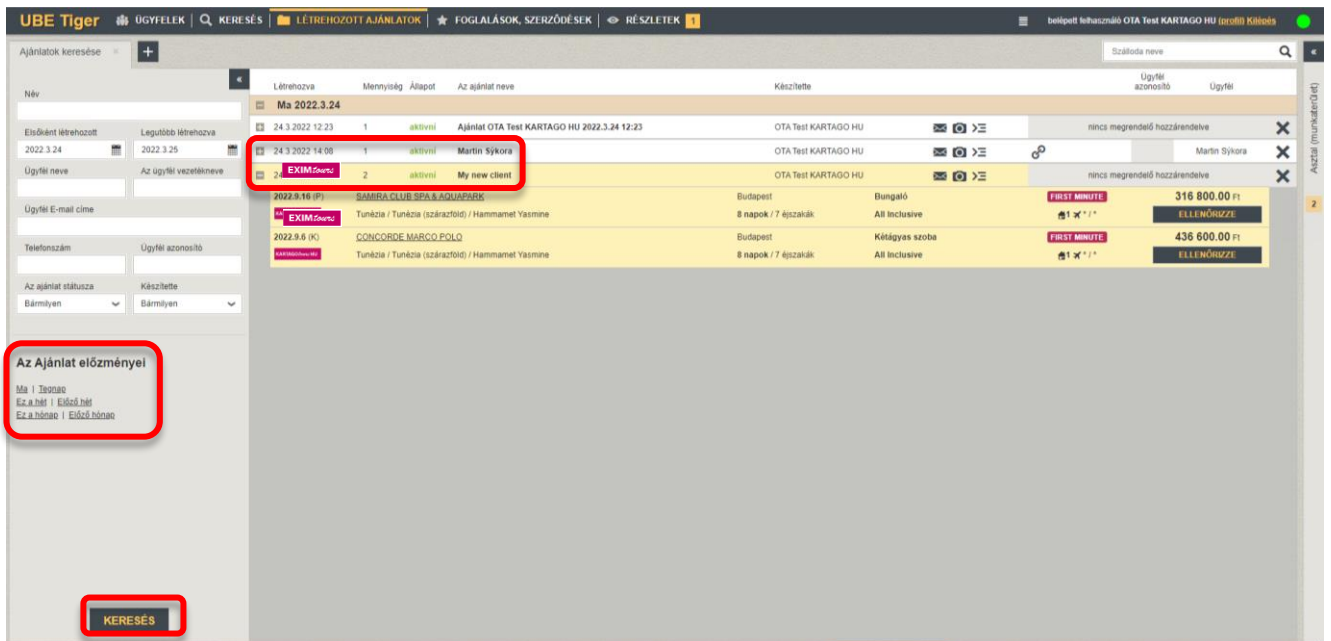 UBE Tiger ÜGYFELEK KERESÉS LÉTREHOZOTT AJÁNLATOK FOGLALÁSOK, SZERZŐDÉSEK RÉSZLETEK 1 belépett felhasználó OTA Test KARTAGO HU (profil) Kilépés
Ajánlatok keresése × + Szálloda neve
Név
Elsőként létrehozott Legutóbb létrehozva
2022.3.24 2022.3.25
Ügyfél neve Az ügyfél vezetékneve
Ügyfél E-mail címe
Telefonszám Ügyfél azonosító
Az ajánlat státusza Készítette
Bármilyen Bármilyen
Az Ajánlat előzményei
Ma | Tegnap
Ez a hét | Előző hét
Ez a hónap | Előző hónap
KERESÉS
Létrehozva Mennyiség Állapot Az ajánlat neve Készítette Ügyfél azonosító Ügyfél
Ma 2022.3.24
24.3.2022 12:23 1 aktivní Ajánlat OTA Test KARTAGO HU 2022.3.24 12:23 OTA Test KARTAGO HU nincs megrendelő hozzárendelve
24.3.2022 14:08 1 aktivní Martin Sýkora OTA Test KARTAGO HU Martin Sýkora
24 EXIMtours 2 aktivní My new client OTA Test KARTAGO HU nincs megrendelő hozzárendelve
2022.9.16 (P) SAMIRA CLUB SPA & AQUAPARK Budapest Bungaló FIRST MINUTE 316 800.00 Ft
EXIMtours Tunézia / Tunézia (szárazföld) / Hammamet Yasmine 8 napok / 7 éjszakák All Inclusive 1 * / * ELLENŐRIZZE
2022.9.6 (K) CONCORDE MARCO POLO Budapest Kétágyas szoba FIRST MINUTE 436 600.00 Ft
KARTAGOtours HU Tunézia / Tunézia (szárazföld) / Hammamet Yasmine 8 napok / 7 éjszakák All Inclusive 1 * / * ELLENŐRIZZE
Asztal (munkaterület)
2